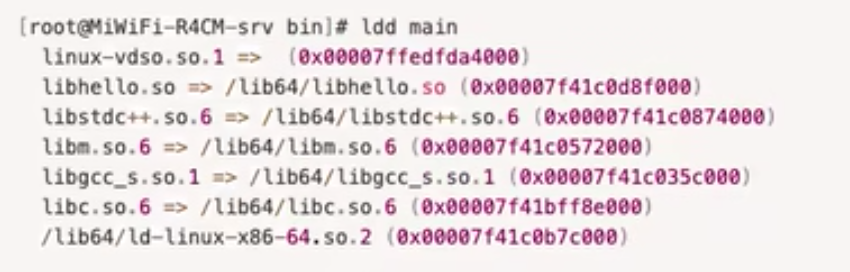 [root@MiWiFi-R4CM-srv bin]# ldd main
linux-vdso.so.1 =>  (0x00007ffedfda4000)
libhello.so => /lib64/libhello.so (0x00007f41c0d8f000)
libstdc++.so.6 => /lib64/libstdc++.so.6 (0x00007f41c0874000)
libm.so.6 => /lib64/libm.so.6 (0x00007f41c0572000)
libgcc_s.so.1 => /lib64/libgcc_s.so.1 (0x00007f41c035c000)
libc.so.6 => /lib64/libc.so.6 (0x00007f41bff8e000)
/lib64/ld-linux-x86-64.so.2 (0x00007f41c0b7c000)